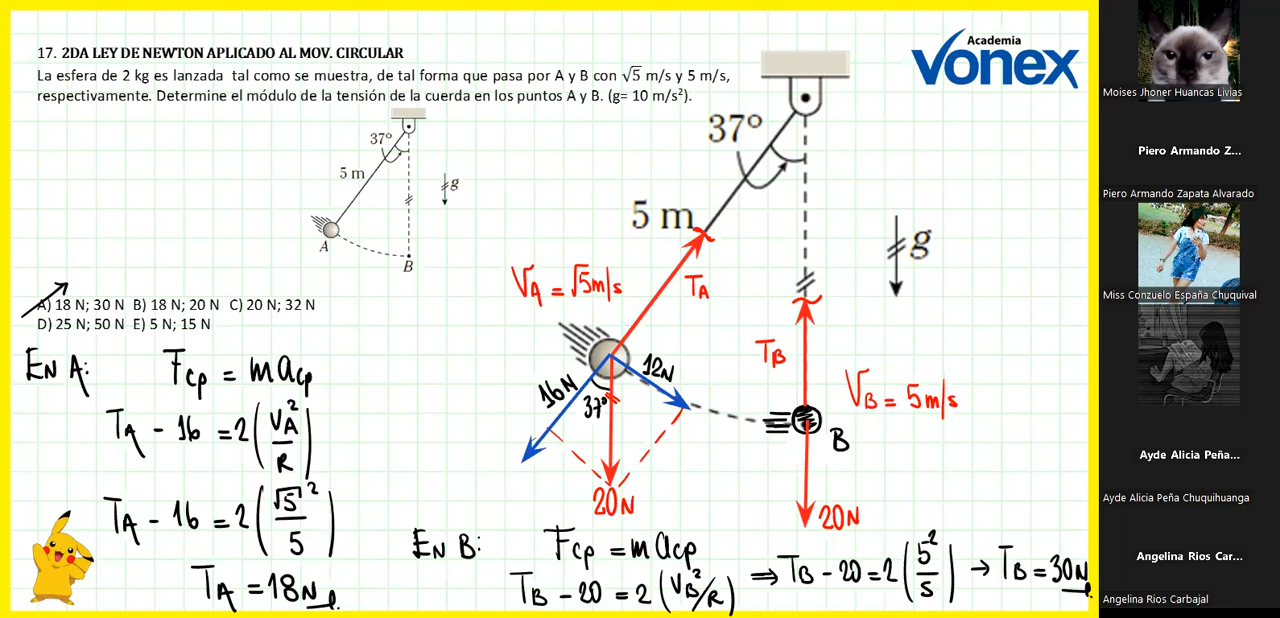 17. 2DA LEY DE NEWTON APLICADO AL MOV. CIRCULAR
La esfera de 2 kg es lanzada tal como se muestra, de tal forma que pasa por A y B con √5 m/s y 5 m/s,
respectivamente. Determine el módulo de la tensión de la cuerda en los puntos A y B. (g= 10 m/s²).
Academia
Vonex
37°
5 m
g
A
B
A) 18 N; 30 N B) 18 N; 20 N C) 20 N; 32 N
D) 25 N; 50 N E) 5 N; 15 N
37°
5 m
g
V_A = √5 m/s
T_A
12N
16N
37°
20N
T_B
V_B = 5 m/s
B
20N
EN A: Fcp = m acp
T_A - 16 = 2(V_A²/R)
T_A - 16 = 2(√5²/5)
T_A = 18N
EN B: Fcp = m acp
T_B - 20 = 2(V_B²/R) ⇒ T_B - 20 = 2(5²/5) → T_B = 30N
Moises Jhoner Huancas Livias
Piero Armando Z...
Piero Armando Zapata Alvarado
Miss Conzuelo España Chuquival
Ayde Alicia Peña...
Ayde Alicia Peña Chuquihuanga
Angelina Rios Car...
Angelina Rios Carbajal